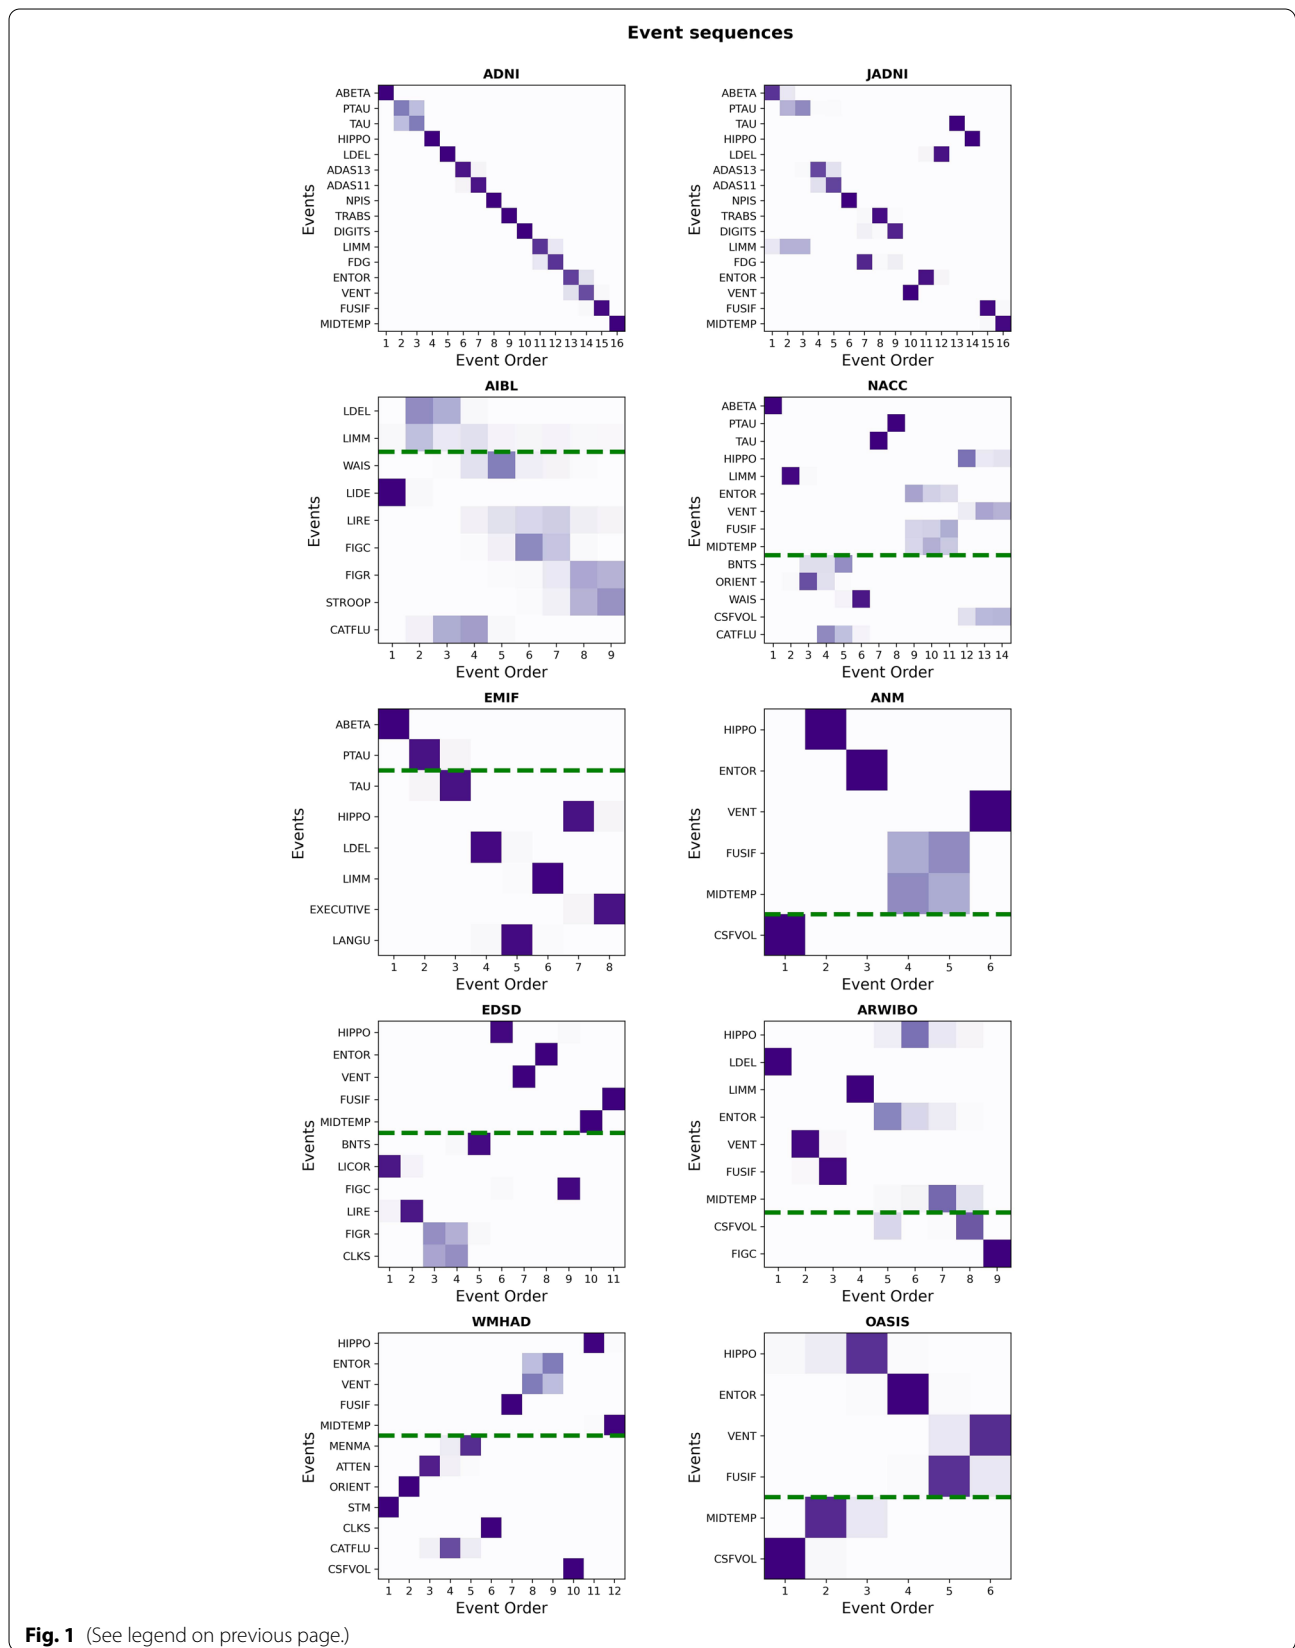 Event sequences
ADNI
ABETA
PTAU
TAU
HIPPO
LDEL
ADAS13
ADAS11
NPIS
TRABS
DIGITS
LIMM
FDG
ENTOR
VENT
FUSIF
MIDTEMP
Events
1 2 3 4 5 6 7 8 9 10 11 12 13 14 15 16
Event Order
JADNI
ABETA
PTAU
TAU
HIPPO
LDEL
ADAS13
ADAS11
NPIS
TRABS
DIGITS
LIMM
FDG
ENTOR
VENT
FUSIF
MIDTEMP
Events
1 2 3 4 5 6 7 8 9 10 11 12 13 14 15 16
Event Order
AIBL
LDEL
LIMM
WAIS
LIDE
LIRE
FIGC
FIGR
STROOP
CATFLU
Events
1 2 3 4 5 6 7 8 9
Event Order
NACC
ABETA
PTAU
TAU
HIPPO
LIMM
ENTOR
VENT
FUSIF
MIDTEMP
BNTS
ORIENT
WAIS
CSFVOL
CATFLU
Events
1 2 3 4 5 6 7 8 9 10 11 12 13 14
Event Order
EMIF
ABETA
PTAU
TAU
HIPPO
LDEL
LIMM
EXECUTIVE
LANGU
Events
1 2 3 4 5 6 7 8
Event Order
ANM
HIPPO
ENTOR
VENT
FUSIF
MIDTEMP
CSFVOL
Events
1 2 3 4 5 6
Event Order
EDSD
HIPPO
ENTOR
VENT
FUSIF
MIDTEMP
BNTS
LICOR
FIGC
LIRE
FIGR
CLKS
Events
1 2 3 4 5 6 7 8 9 10 11
Event Order
ARWIBO
HIPPO
LDEL
LIMM
ENTOR
VENT
FUSIF
MIDTEMP
CSFVOL
FIGC
Events
1 2 3 4 5 6 7 8 9
Event Order
WMHAD
HIPPO
ENTOR
VENT
FUSIF
MIDTEMP
MENMA
ATTEN
ORIENT
STM
CLKS
CATFLU
CSFVOL
Events
1 2 3 4 5 6 7 8 9 10 11 12
Event Order
OASIS
HIPPO
ENTOR
VENT
FUSIF
MIDTEMP
CSFVOL
Events
1 2 3 4 5 6
Event Order
Fig. 1 (See legend on previous page.)